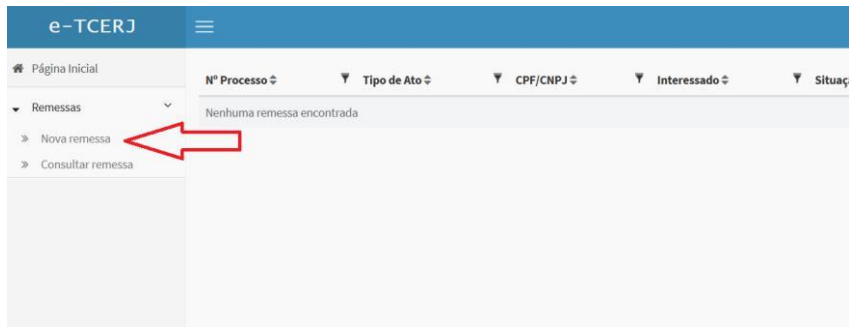 e-TCERJ
Página Inicial
Nº Processo Tipo de Ato CPF/CNPJ Interessado Situaç
Remessas
Nenhuma remessa encontrada
Nova remessa
Consultar remessa